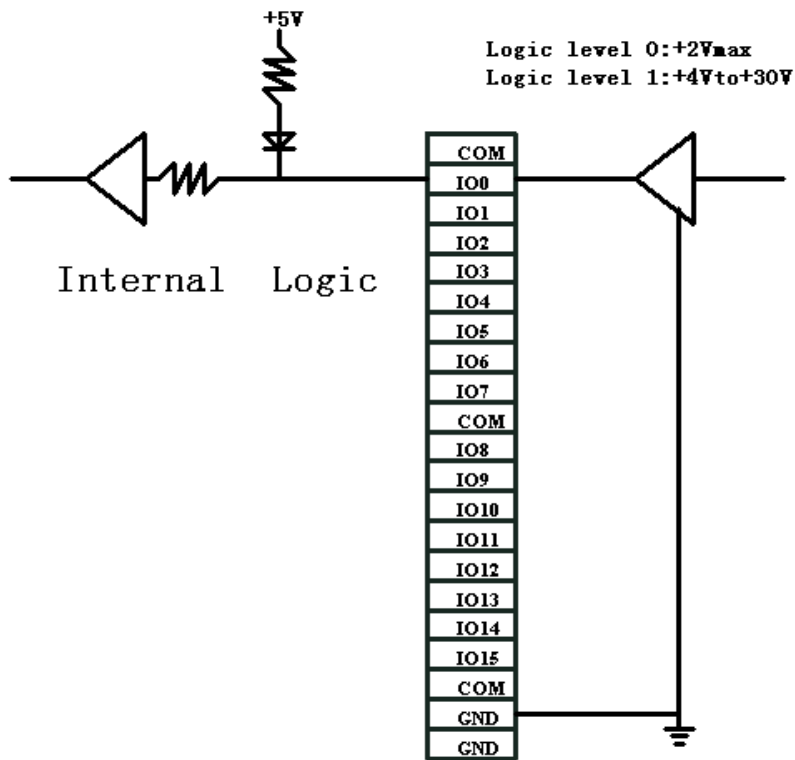 +5V
Logic level 0:+2Vmax
Logic level 1:+4Vto+30V
COM
IO0
IO1
IO2
IO3
IO4
IO5
IO6
IO7
COM
IO8
IO9
IO10
IO11
IO12
IO13
IO14
IO15
COM
GND
GND
Internal Logic